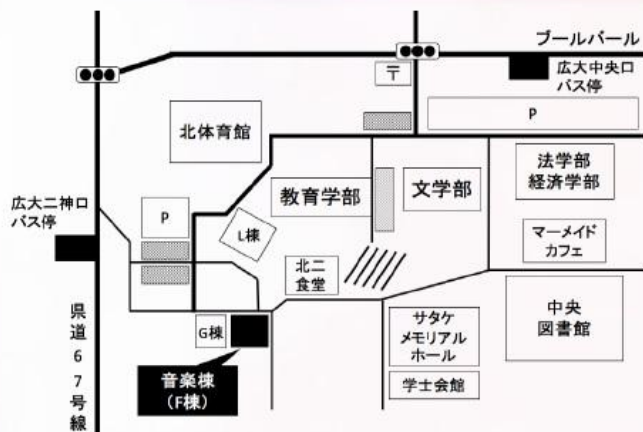 ブールバール
広大中央口
バス停
〒
P
北体育館
法学部
経済学部
教育学部
文学部
広大二神口
バス停
P
L棟
マーメイド
カフェ
北二
食堂
中央
図書館
サタケ
メモリアル
ホール
県道67号線
G棟
音楽棟
(F棟)
学士会館